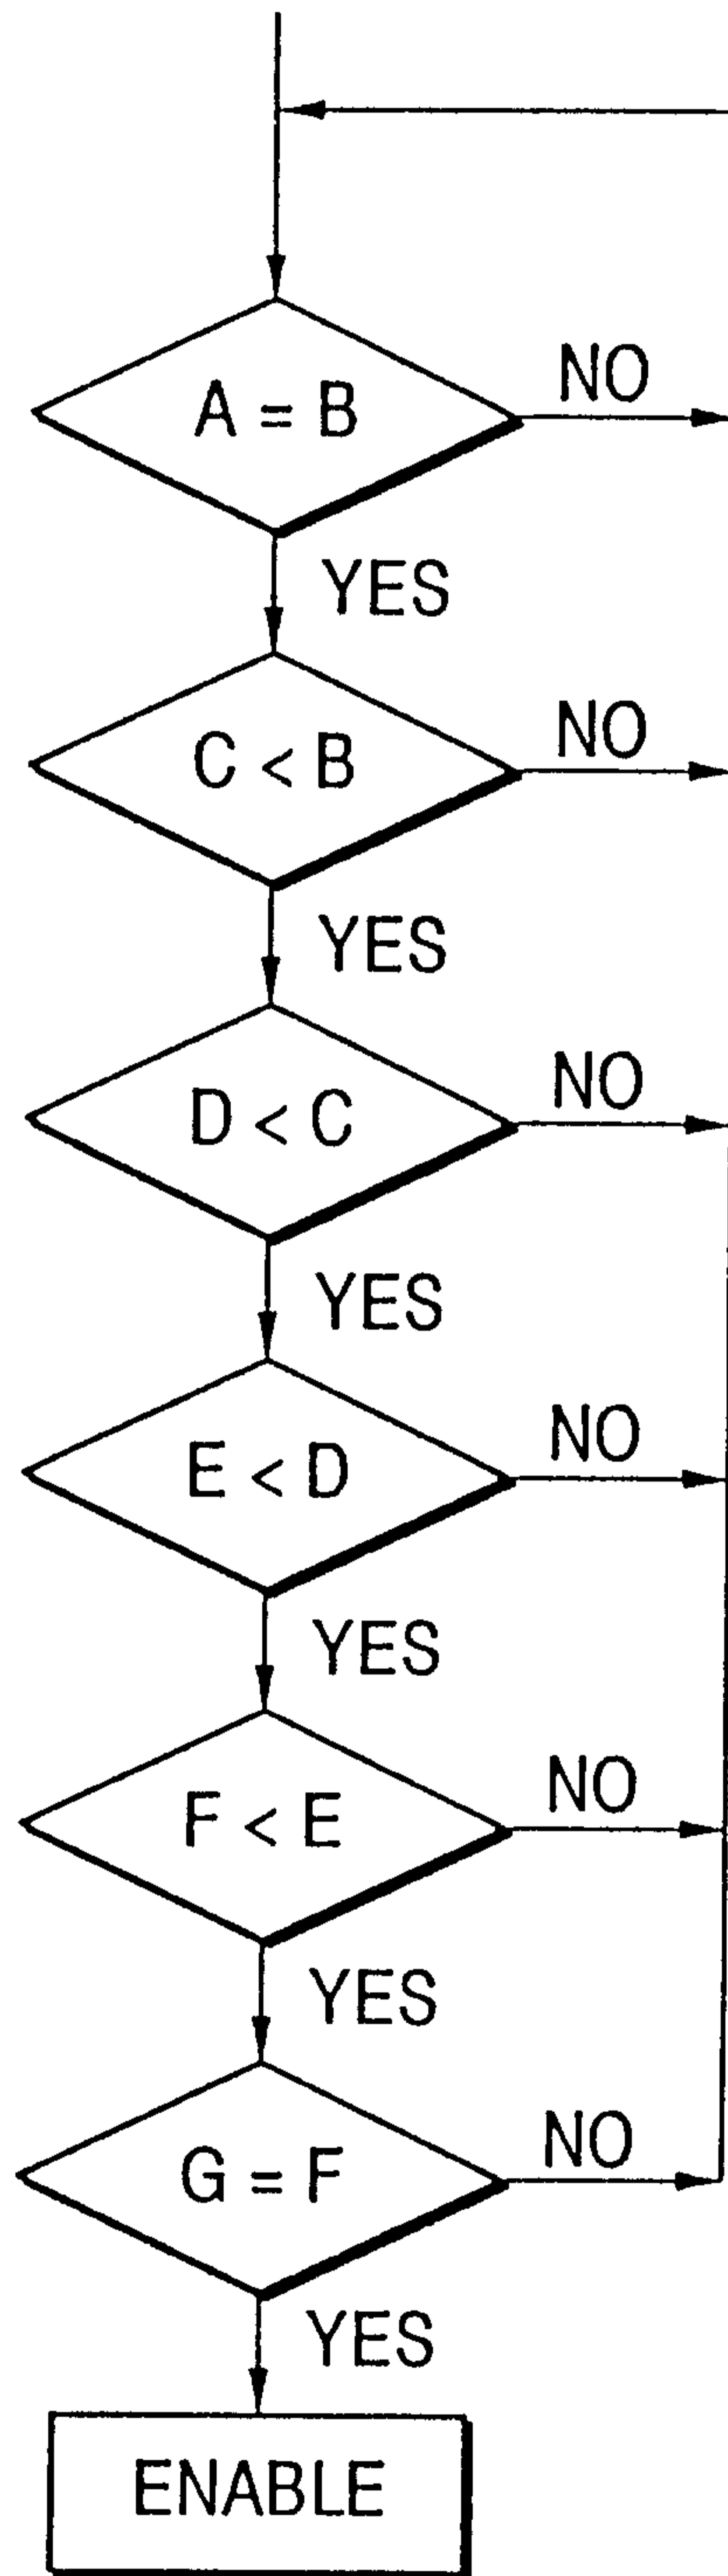 A = B
NO
YES
C < B
NO
YES
D < C
NO
YES
E < D
NO
YES
F < E
NO
YES
G = F
NO
YES
ENABLE